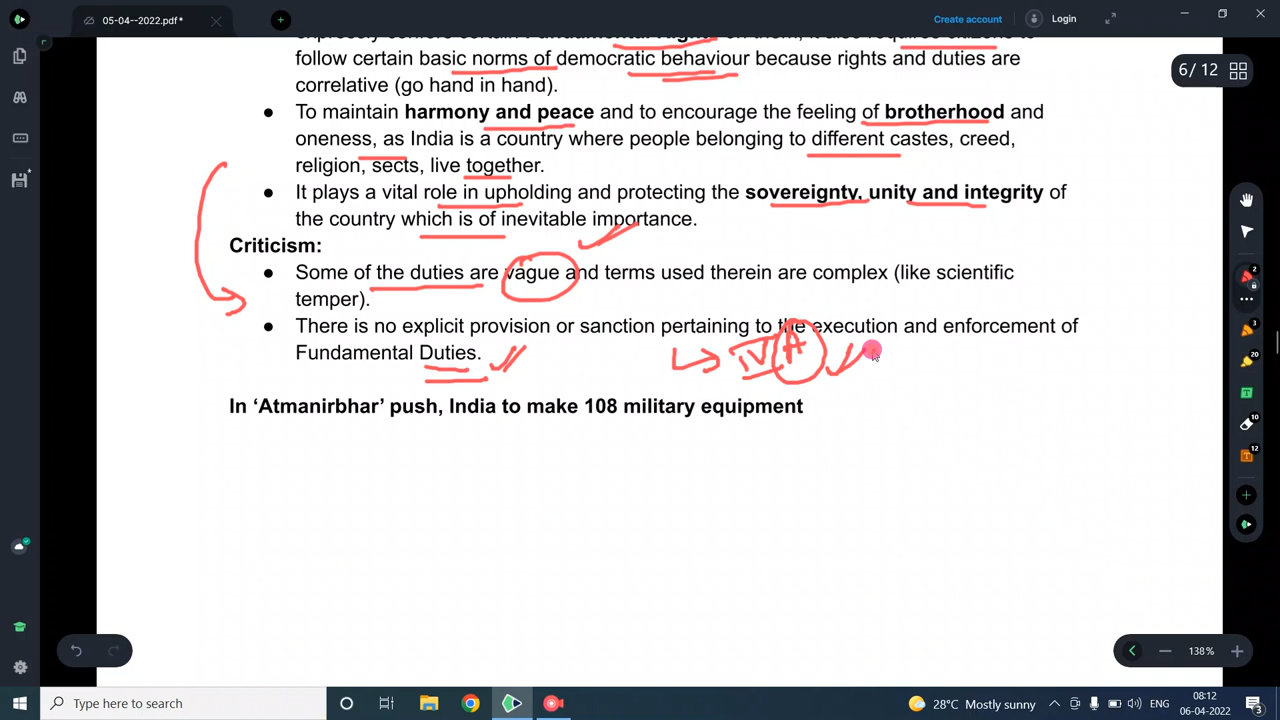 05-04--2022.pdf*
Create account
Login
6 / 12
follow certain basic norms of democratic behaviour because rights and duties are
correlative (go hand in hand).
● To maintain harmony and peace and to encourage the feeling of brotherhood and
oneness, as India is a country where people belonging to different castes, creed,
religion, sects, live together.
● It plays a vital role in upholding and protecting the sovereignty, unity and integrity of
the country which is of inevitable importance.
Criticism:
● Some of the duties are vague and terms used therein are complex (like scientific
temper).
● There is no explicit provision or sanction pertaining to the execution and enforcement of
Fundamental Duties.
IV A
In ‘Atmanirbhar’ push, India to make 108 military equipment
138%
Type here to search
28°C Mostly sunny
ENG
08:12
06-04-2022